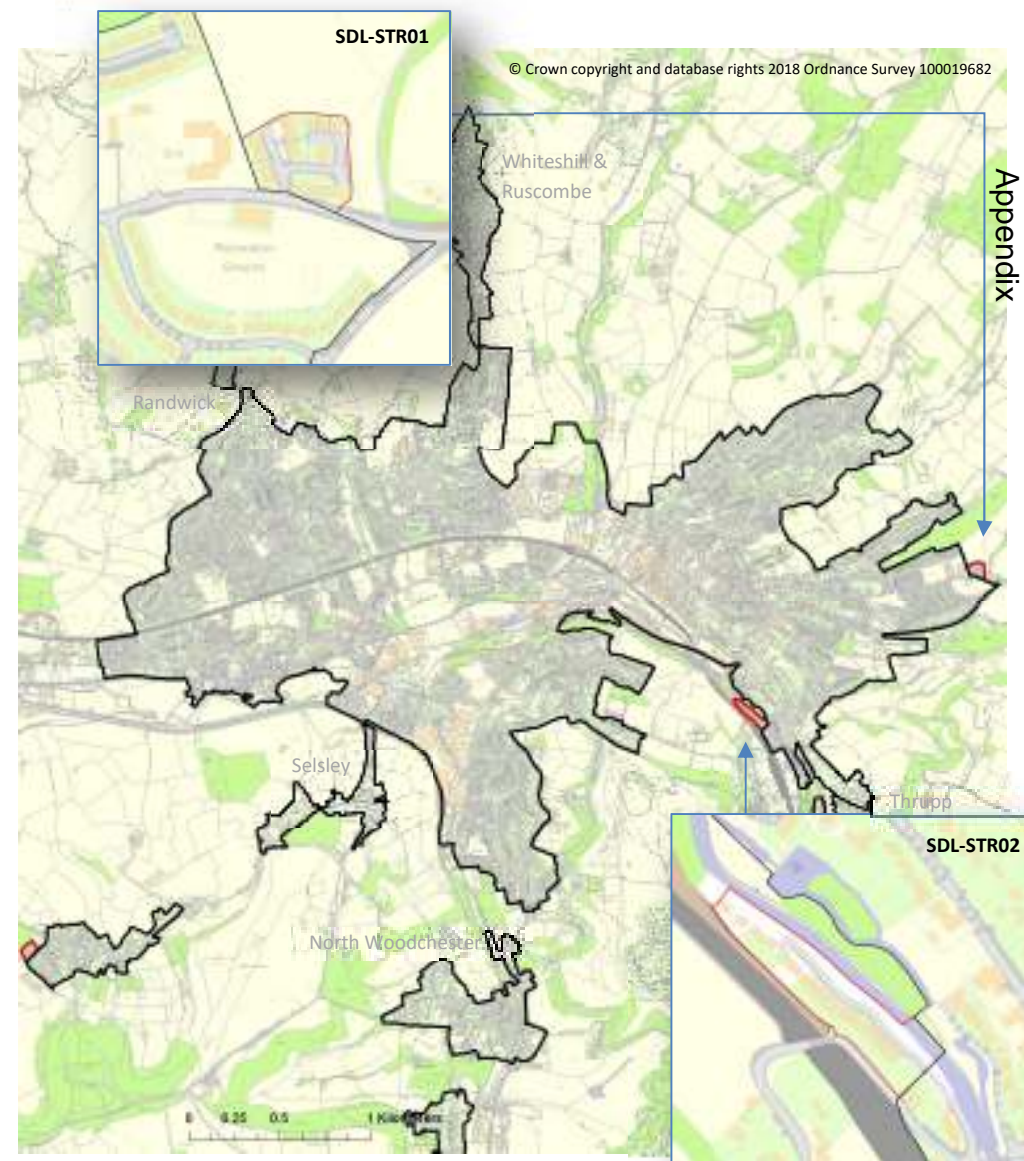 SDL-STR01
© Crown copyright and database rights 2018 Ordnance Survey 100019682
Whiteshill &
Ruscombe
Appendix
Randwick
Selsley
Thrupp
SDL-STR02
North Woodchester
0 0.25 0.5 1 Kilometers